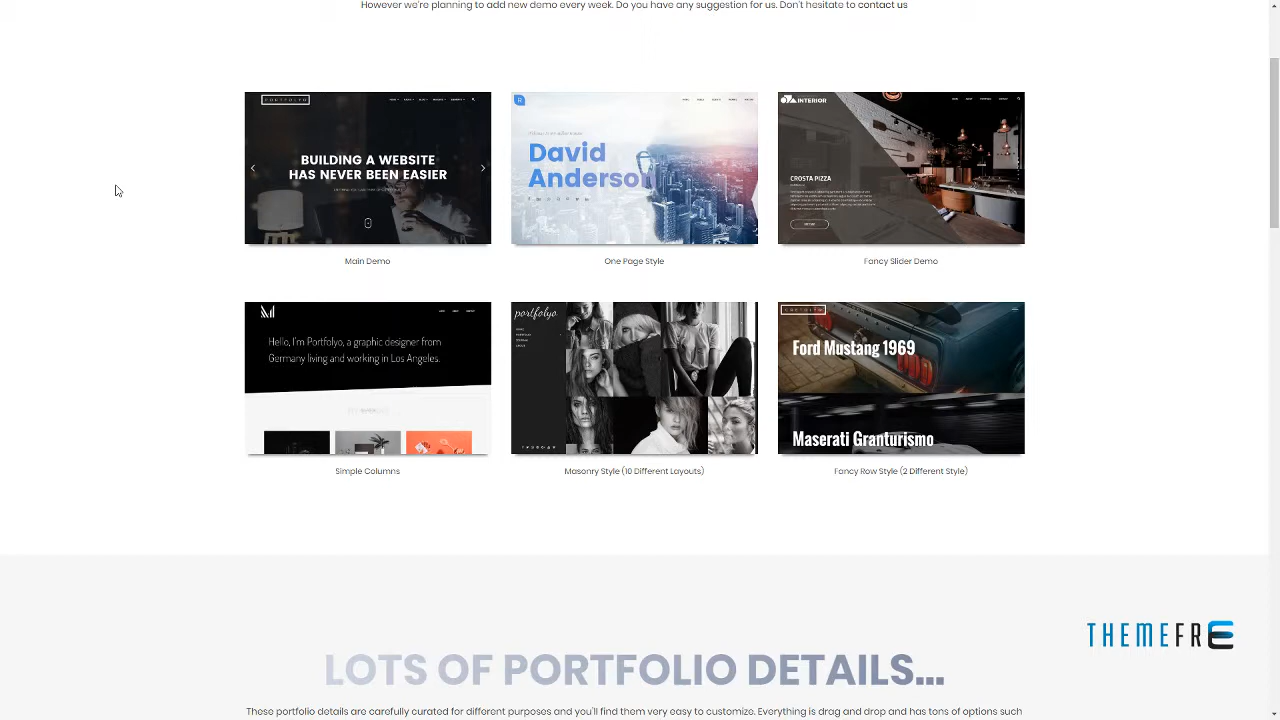 However we're planning to add new demo every week. Do you have any suggestion for us. Don't hesitate to contact us
PORTFOLYO
BUILDING A WEBSITE
HAS NEVER BEEN EASIER
Main Demo
David
Anderson
One Page Style
INTERIOR
CROSTA PIZZA
Fancy Slider Demo
Hello, I'm Portfolyo, a graphic designer from
Germany living and working in Los Angeles.
Simple Columns
portfolyo
Masonry Style (10 Different Layouts)
PORTFOLYO
Ford Mustang 1969
Maserati Granturismo
Fancy Row Style (2 Different Style)
THEMEFRE
LOTS OF PORTFOLIO DETAILS...
These portfolio details are carefully curated for different purposes and you'll find them very easy to customize. Everything is drag and drop and has tons of options such